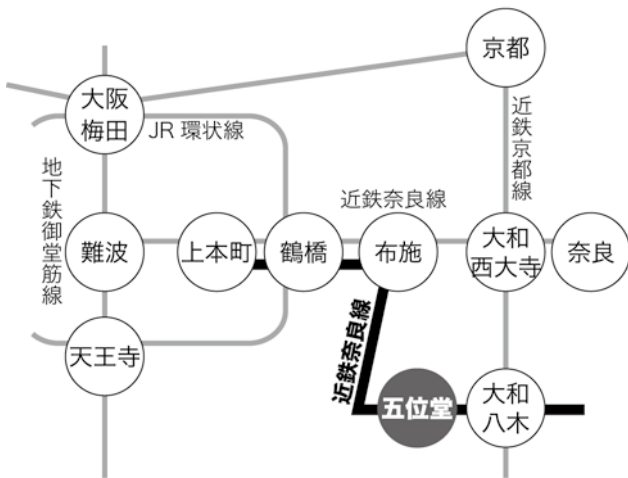 京都
大阪
梅田
JR 環状線
近鉄京都線
地下鉄御堂筋線
近鉄奈良線
難波
上本町
鶴橋
布施
大和
西大寺
奈良
天王寺
近鉄奈良線
五位堂
大和
八木